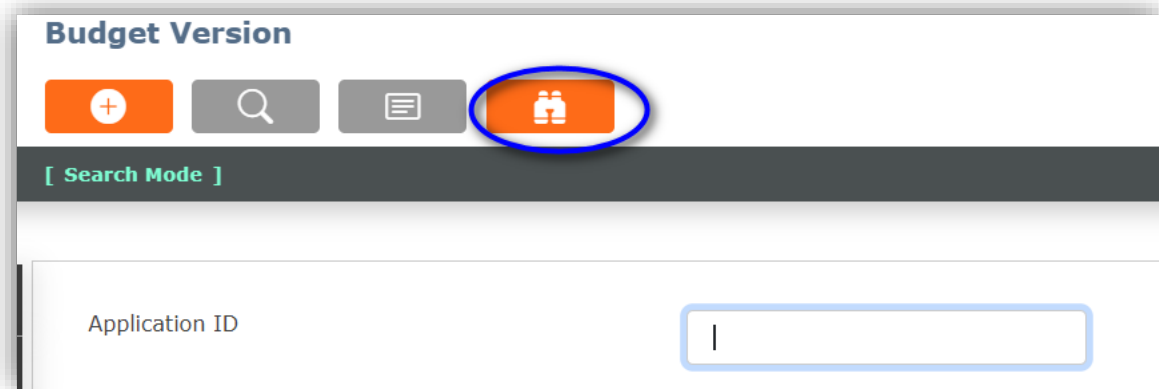 Budget Version
[ Search Mode ]
Application ID